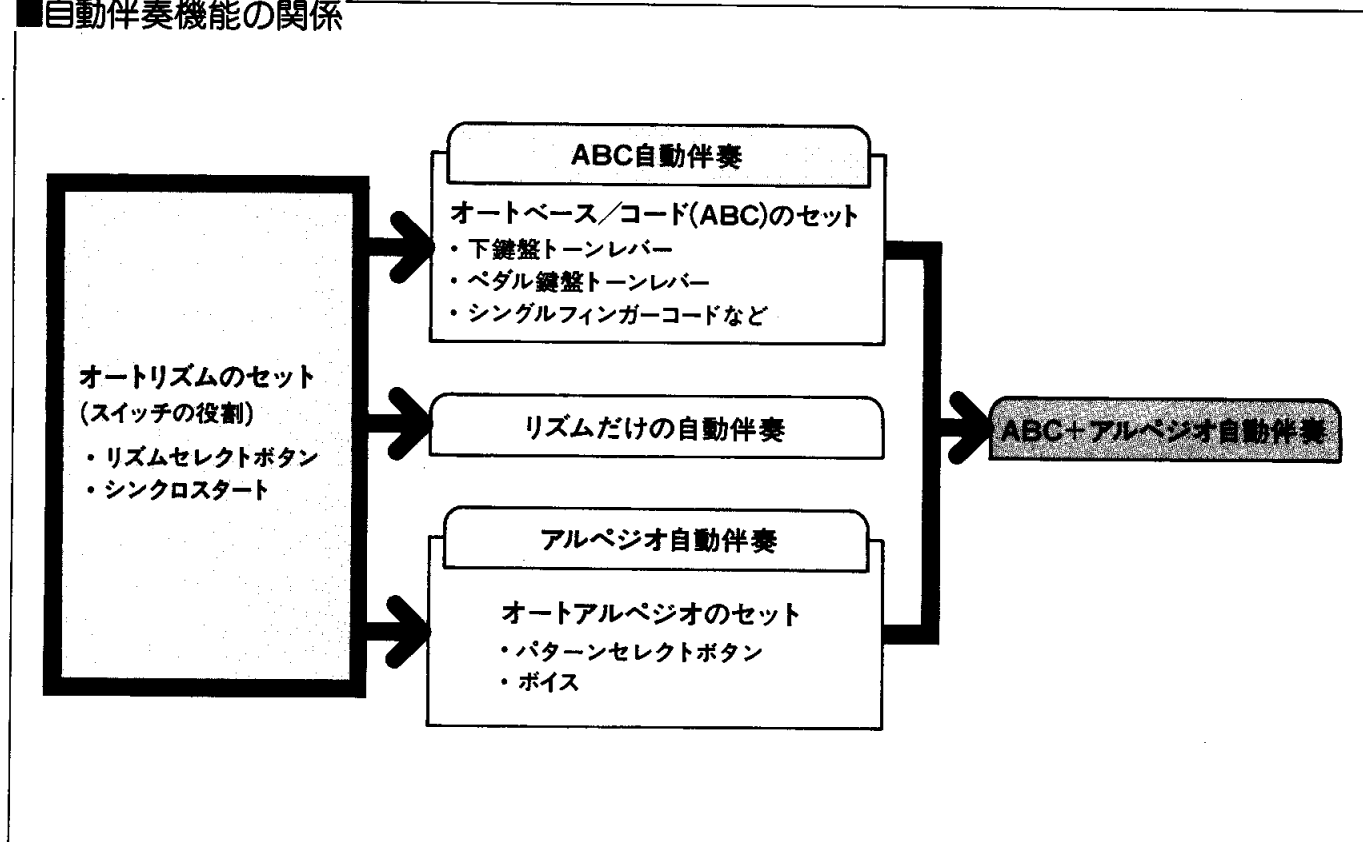 ■自動伴奏機能の関係
オートリズムのセット
(スイッチの役割)
・リズムセレクトボタン
・シンクロスタート
ABC自動伴奏
オートベース／コード(ABC)のセット
・下鍵盤トーンレバー
・ペダル鍵盤トーンレバー
・シングルフィンガーコードなど
リズムだけの自動伴奏
アルペジオ自動伴奏
オートアルペジオのセット
・パターンセレクトボタン
・ボイス
ABC＋アルペジオ自動伴奏